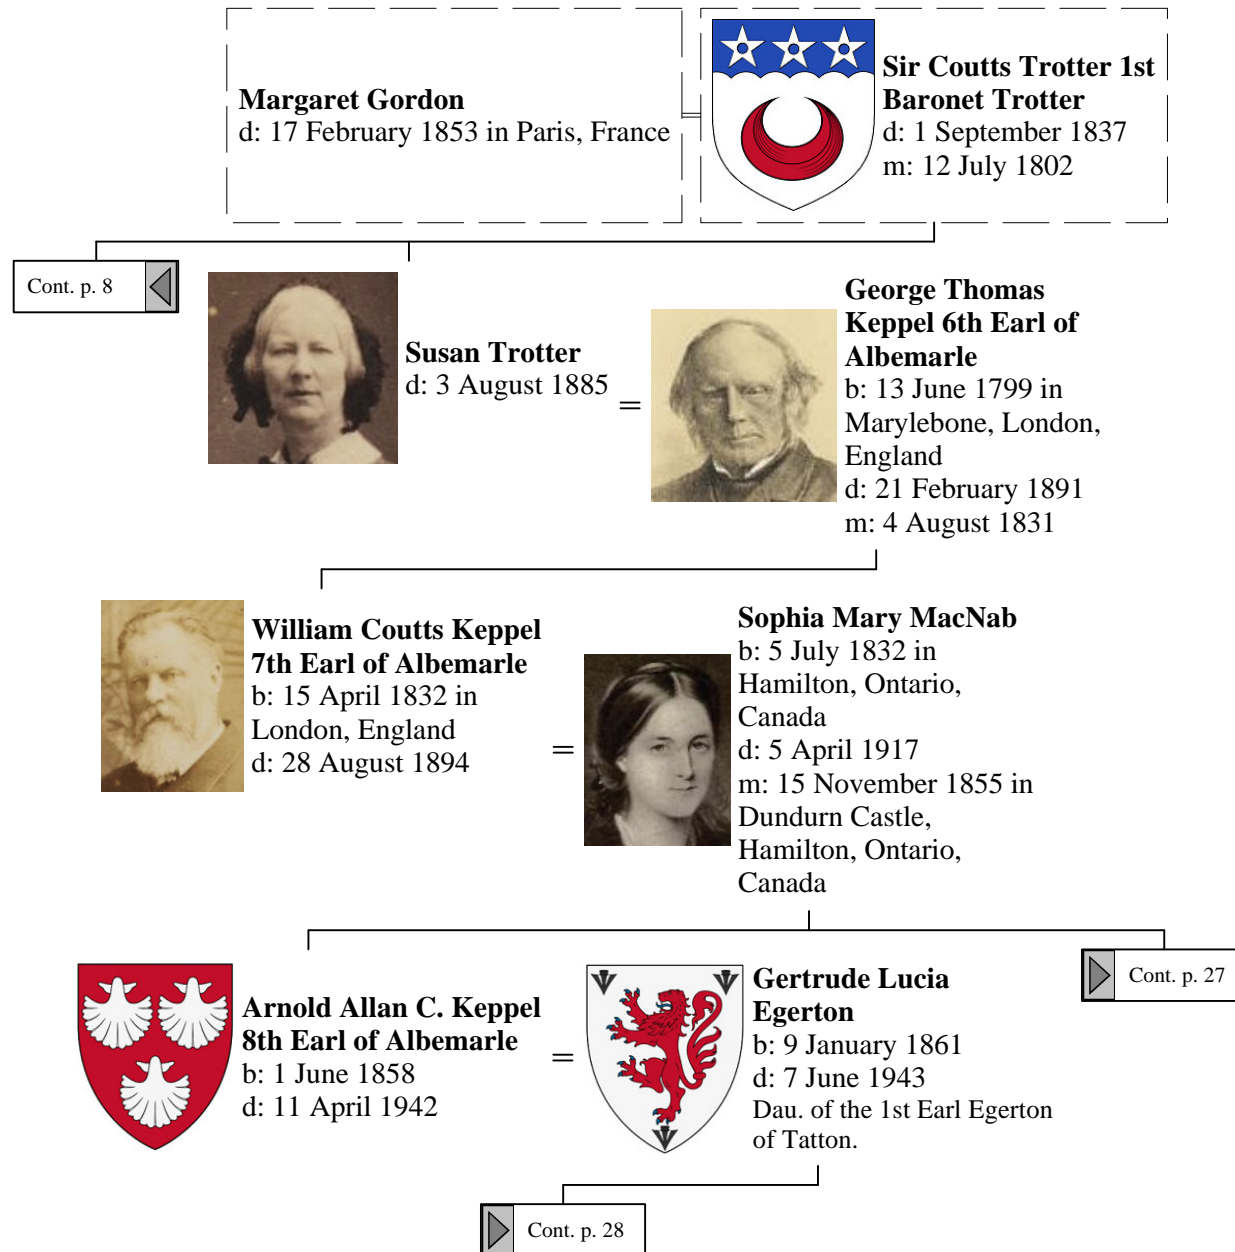 Margaret Gordon
d: 17 February 1853 in Paris, France
Sir Coutts Trotter 1st
Baronet Trotter
d: 1 September 1837
m: 12 July 1802
Cont. p. 8
Susan Trotter
d: 3 August 1885
=
George Thomas
Keppel 6th Earl of
Albemarle
b: 13 June 1799 in
Marylebone, London,
England
d: 21 February 1891
m: 4 August 1831
William Coutts Keppel
7th Earl of Albemarle
b: 15 April 1832 in
London, England
d: 28 August 1894
=
Sophia Mary MacNab
b: 5 July 1832 in
Hamilton, Ontario,
Canada
d: 5 April 1917
m: 15 November 1855 in
Dundurn Castle,
Hamilton, Ontario,
Canada
Arnold Allan C. Keppel
8th Earl of Albemarle
b: 1 June 1858
d: 11 April 1942
=
Gertrude Lucia
Egerton
b: 9 January 1861
d: 7 June 1943
Dau. of the 1st Earl Egerton
of Tatton.
Cont. p. 27
Cont. p. 28